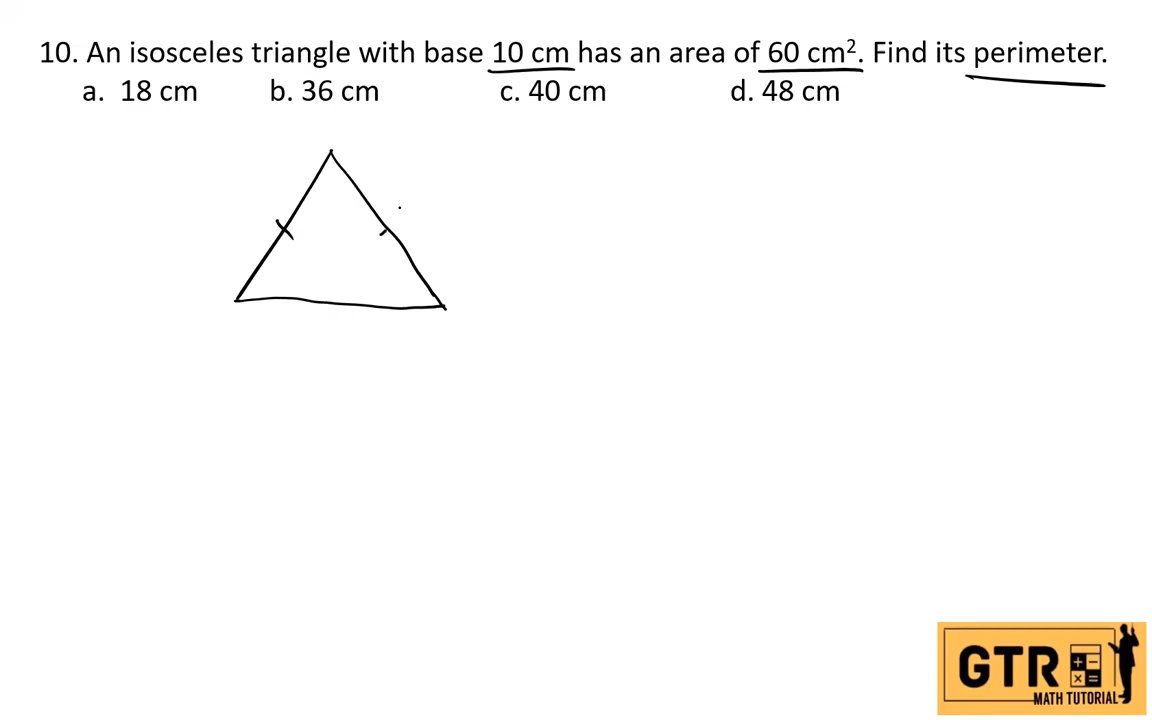 10. An isosceles triangle with base 10 cm has an area of 60 cm². Find its perimeter.
a. 18 cm b. 36 cm c. 40 cm d. 48 cm
GTR
MATH TUTORIAL